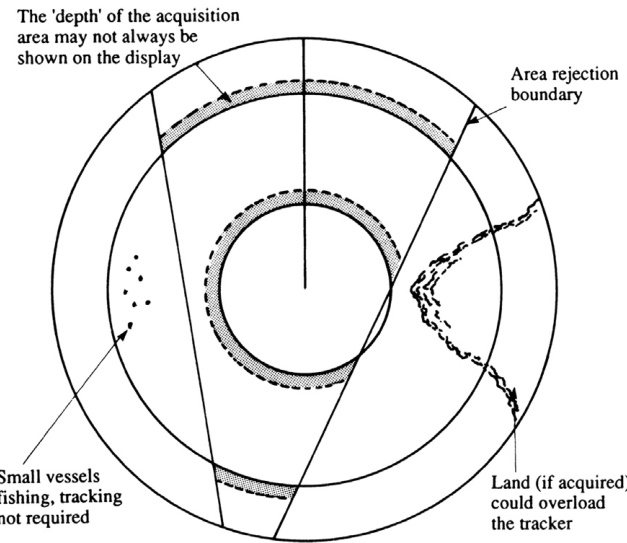 The 'depth' of the acquisition
area may not always be
shown on the display
Area rejection
boundary
Small vessels
fishing, tracking
not required
Land (if acquired)
could overload
the tracker